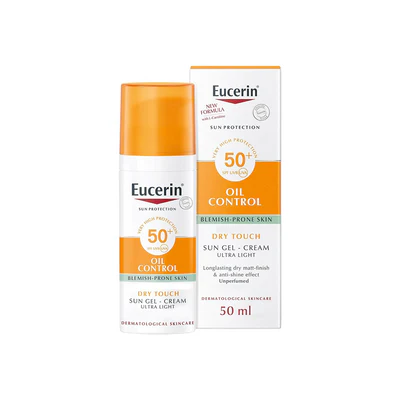 Eucerin
SUN PROTECTION
VERY HIGH PROTECTION
50+
OIL
CONTROL
BLEMISH-PRONE SKIN
DRY TOUCH
SUN GEL - CREAM
ULTRA LIGHT
DERMATOLOGICAL SKINCARE
Eucerin
NEW
FORMULA
SUN PROTECTION
VERY HIGH PROTECTION
50+
OIL
CONTROL
BLEMISH-PRONE SKIN
DRY TOUCH
SUN GEL - CREAM
ULTRA LIGHT
Longlasting dry matt-finish
& anti-shine effect
Unperfumed
DERMATOLOGICAL SKINCARE
50 ml